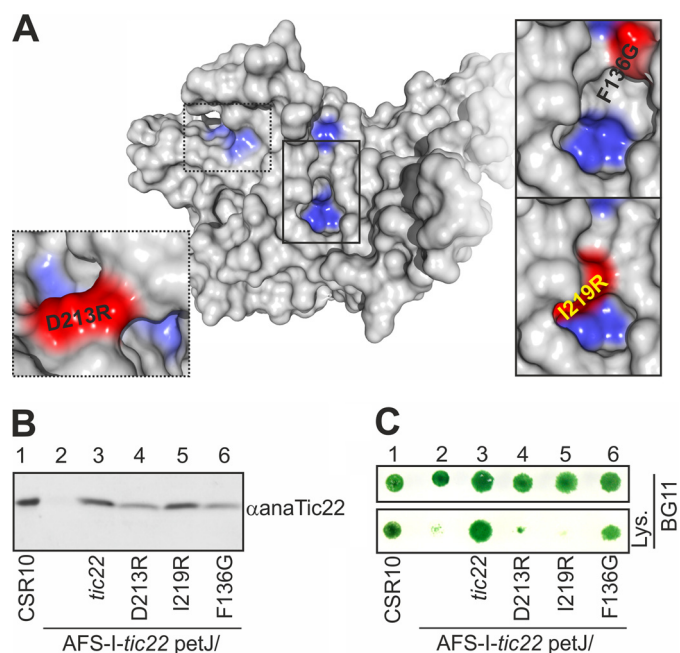 A
F136G
D213R
I219R
B
1 2 3 4 5 6
αanaTic22
CSR10
tic22
D213R
I219R
F136G
AFS-I-tic22 petJ/
C
1 2 3 4 5 6
Lys.
BG11
CSR10
tic22
D213R
I219R
F136G
AFS-I-tic22 petJ/